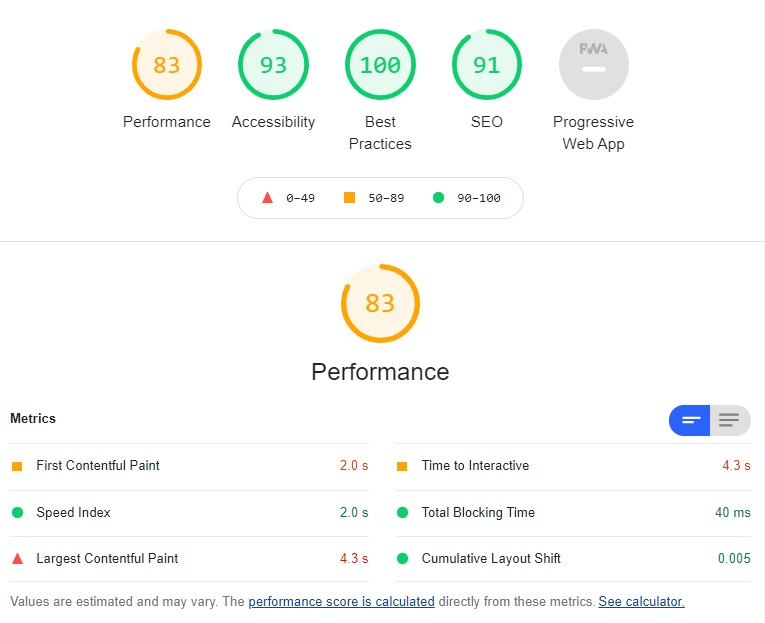 83 93 100 91 PWA
Performance Accessibility Best Practices SEO Progressive Web App
0–49 50–89 90–100
83
Performance
Metrics
First Contentful Paint 2.0 s
Time to Interactive 4.3 s
Speed Index 2.0 s
Total Blocking Time 40 ms
Largest Contentful Paint 4.3 s
Cumulative Layout Shift 0.005
Values are estimated and may vary. The performance score is calculated directly from these metrics. See calculator.